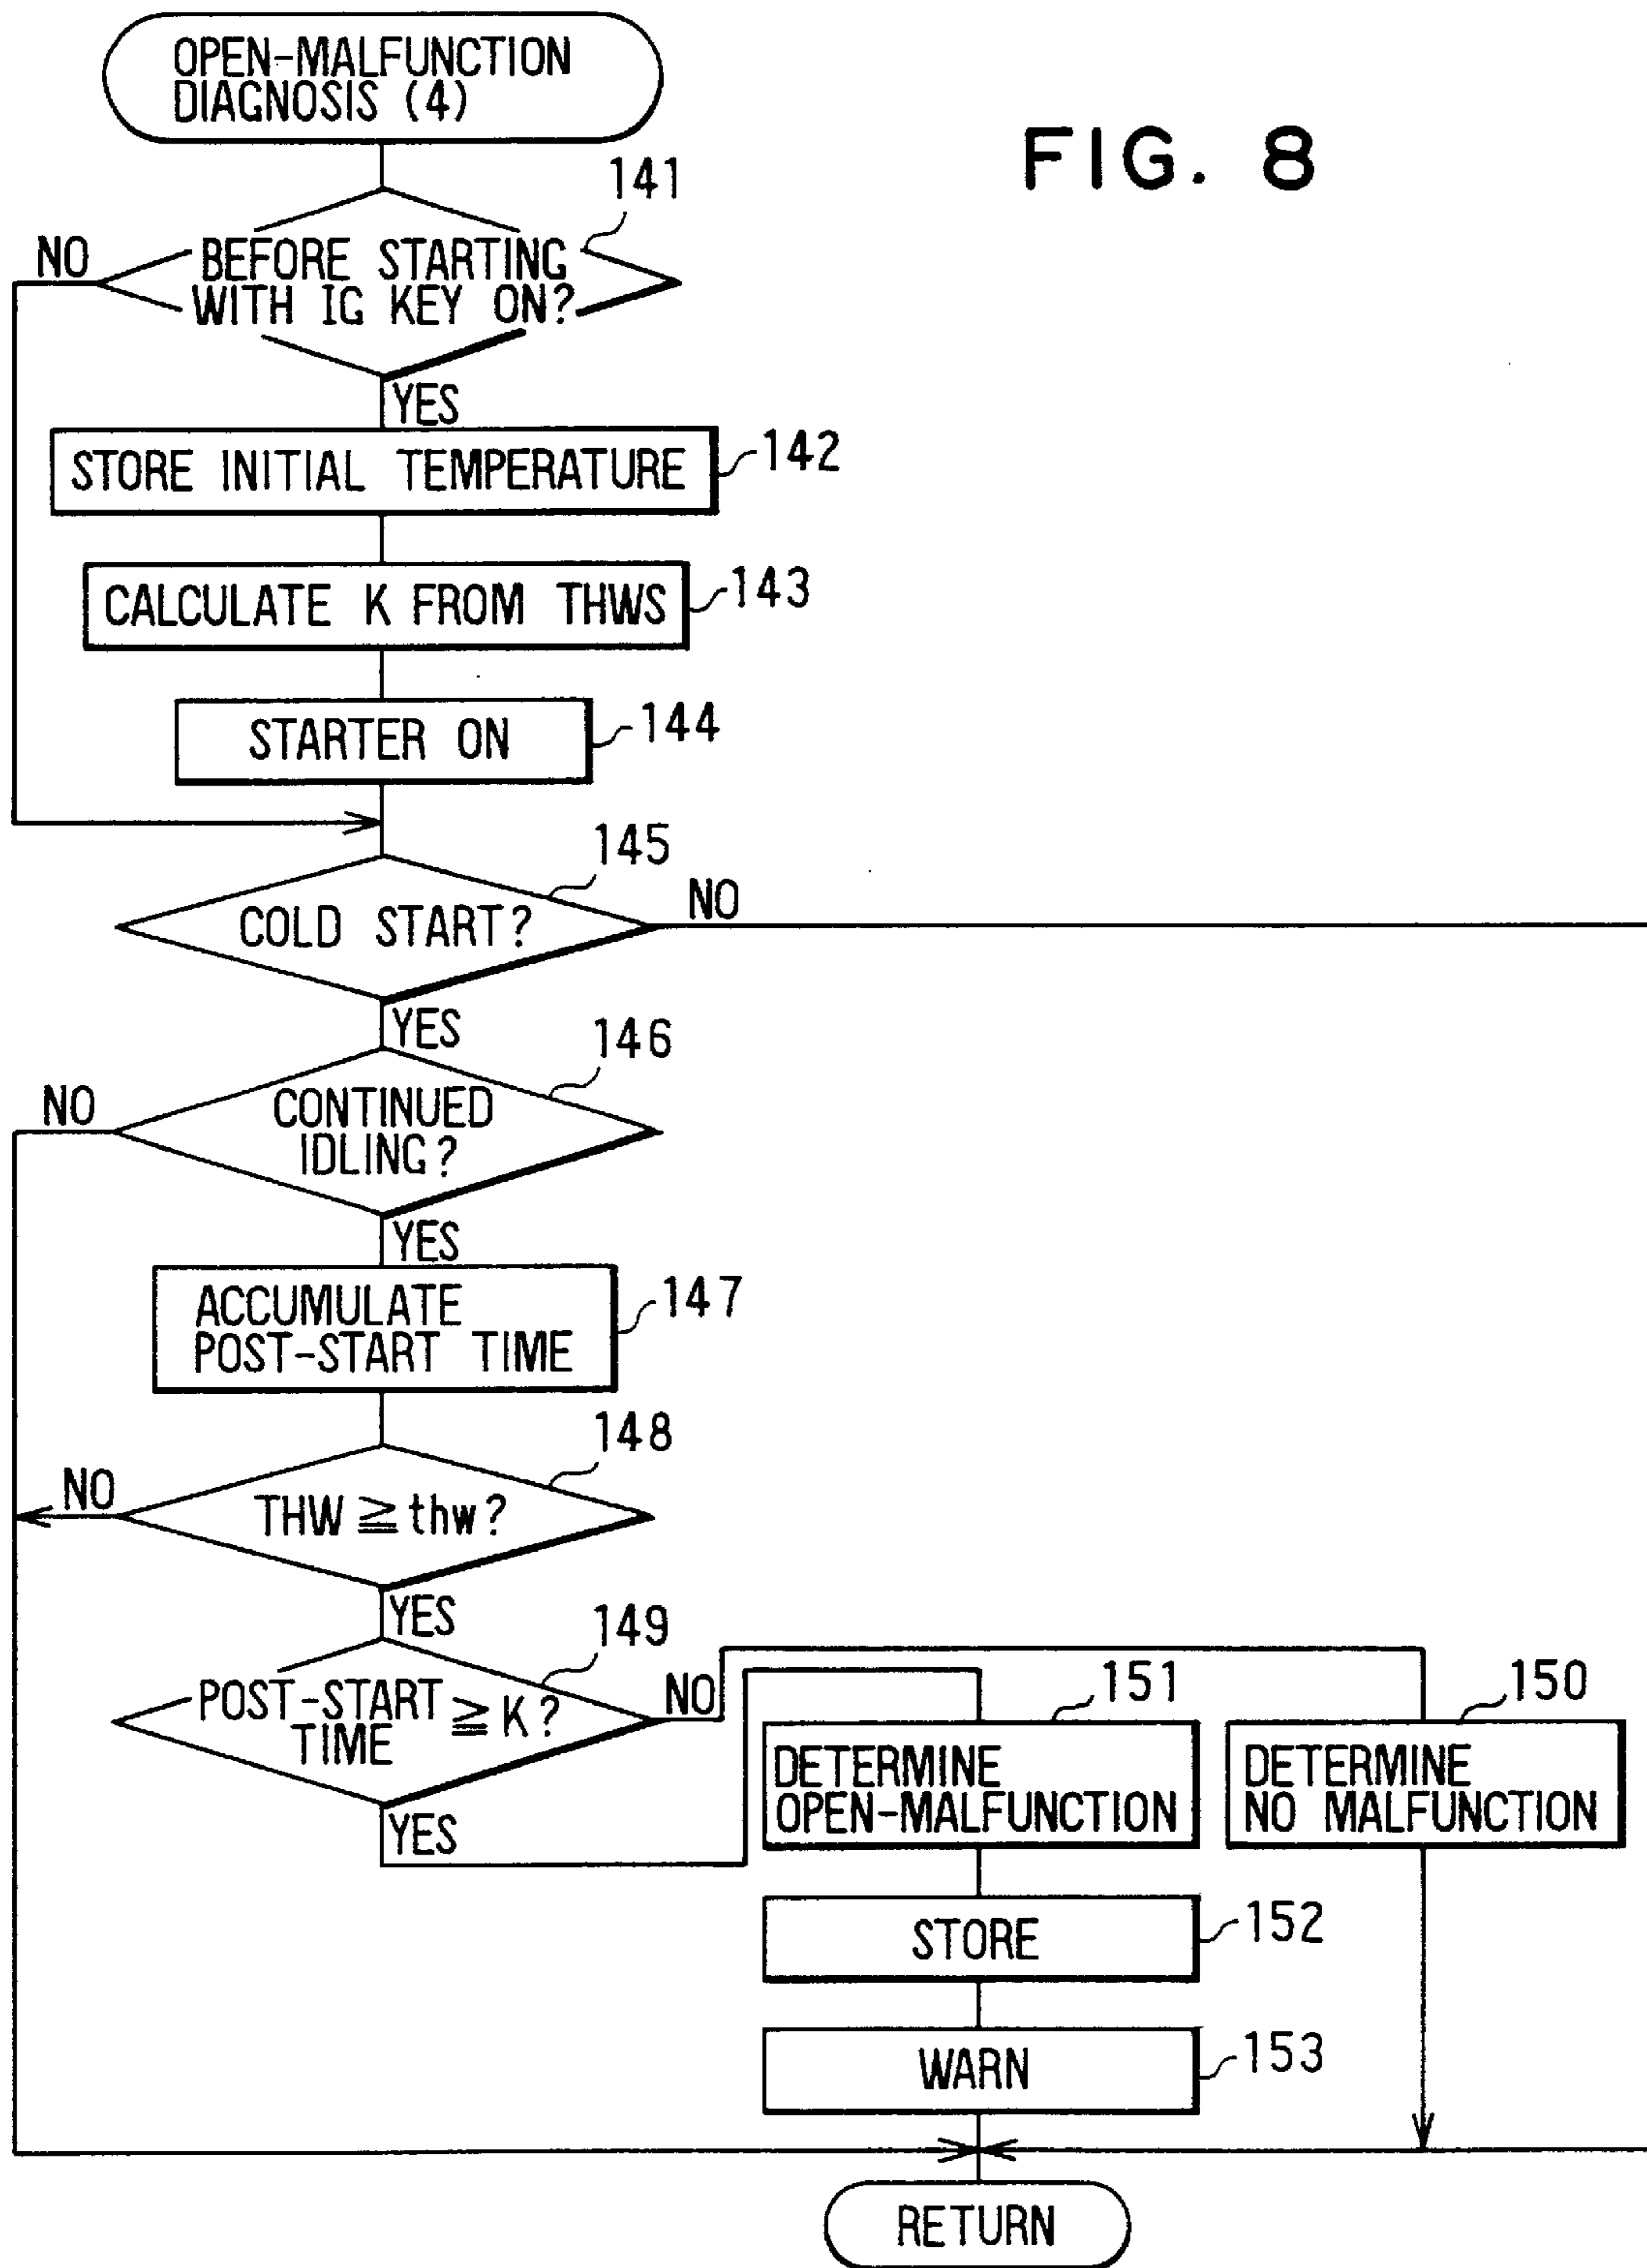 OPEN-MALFUNCTION
DIAGNOSIS (4)
FIG. 8
141
NO
BEFORE STARTING
WITH IG KEY ON?
YES
STORE INITIAL TEMPERATURE
142
CALCULATE K FROM THWS
143
STARTER ON
144
145
COLD START?
NO
YES
146
NO
CONTINUED
IDLING?
YES
ACCUMULATE
POST-START TIME
147
148
NO
THW ≧ thw?
YES
149
POST-START
TIME
≧ K?
NO
YES
151
DETERMINE
OPEN-MALFUNCTION
150
DETERMINE
NO MALFUNCTION
STORE
152
WARN
153
RETURN